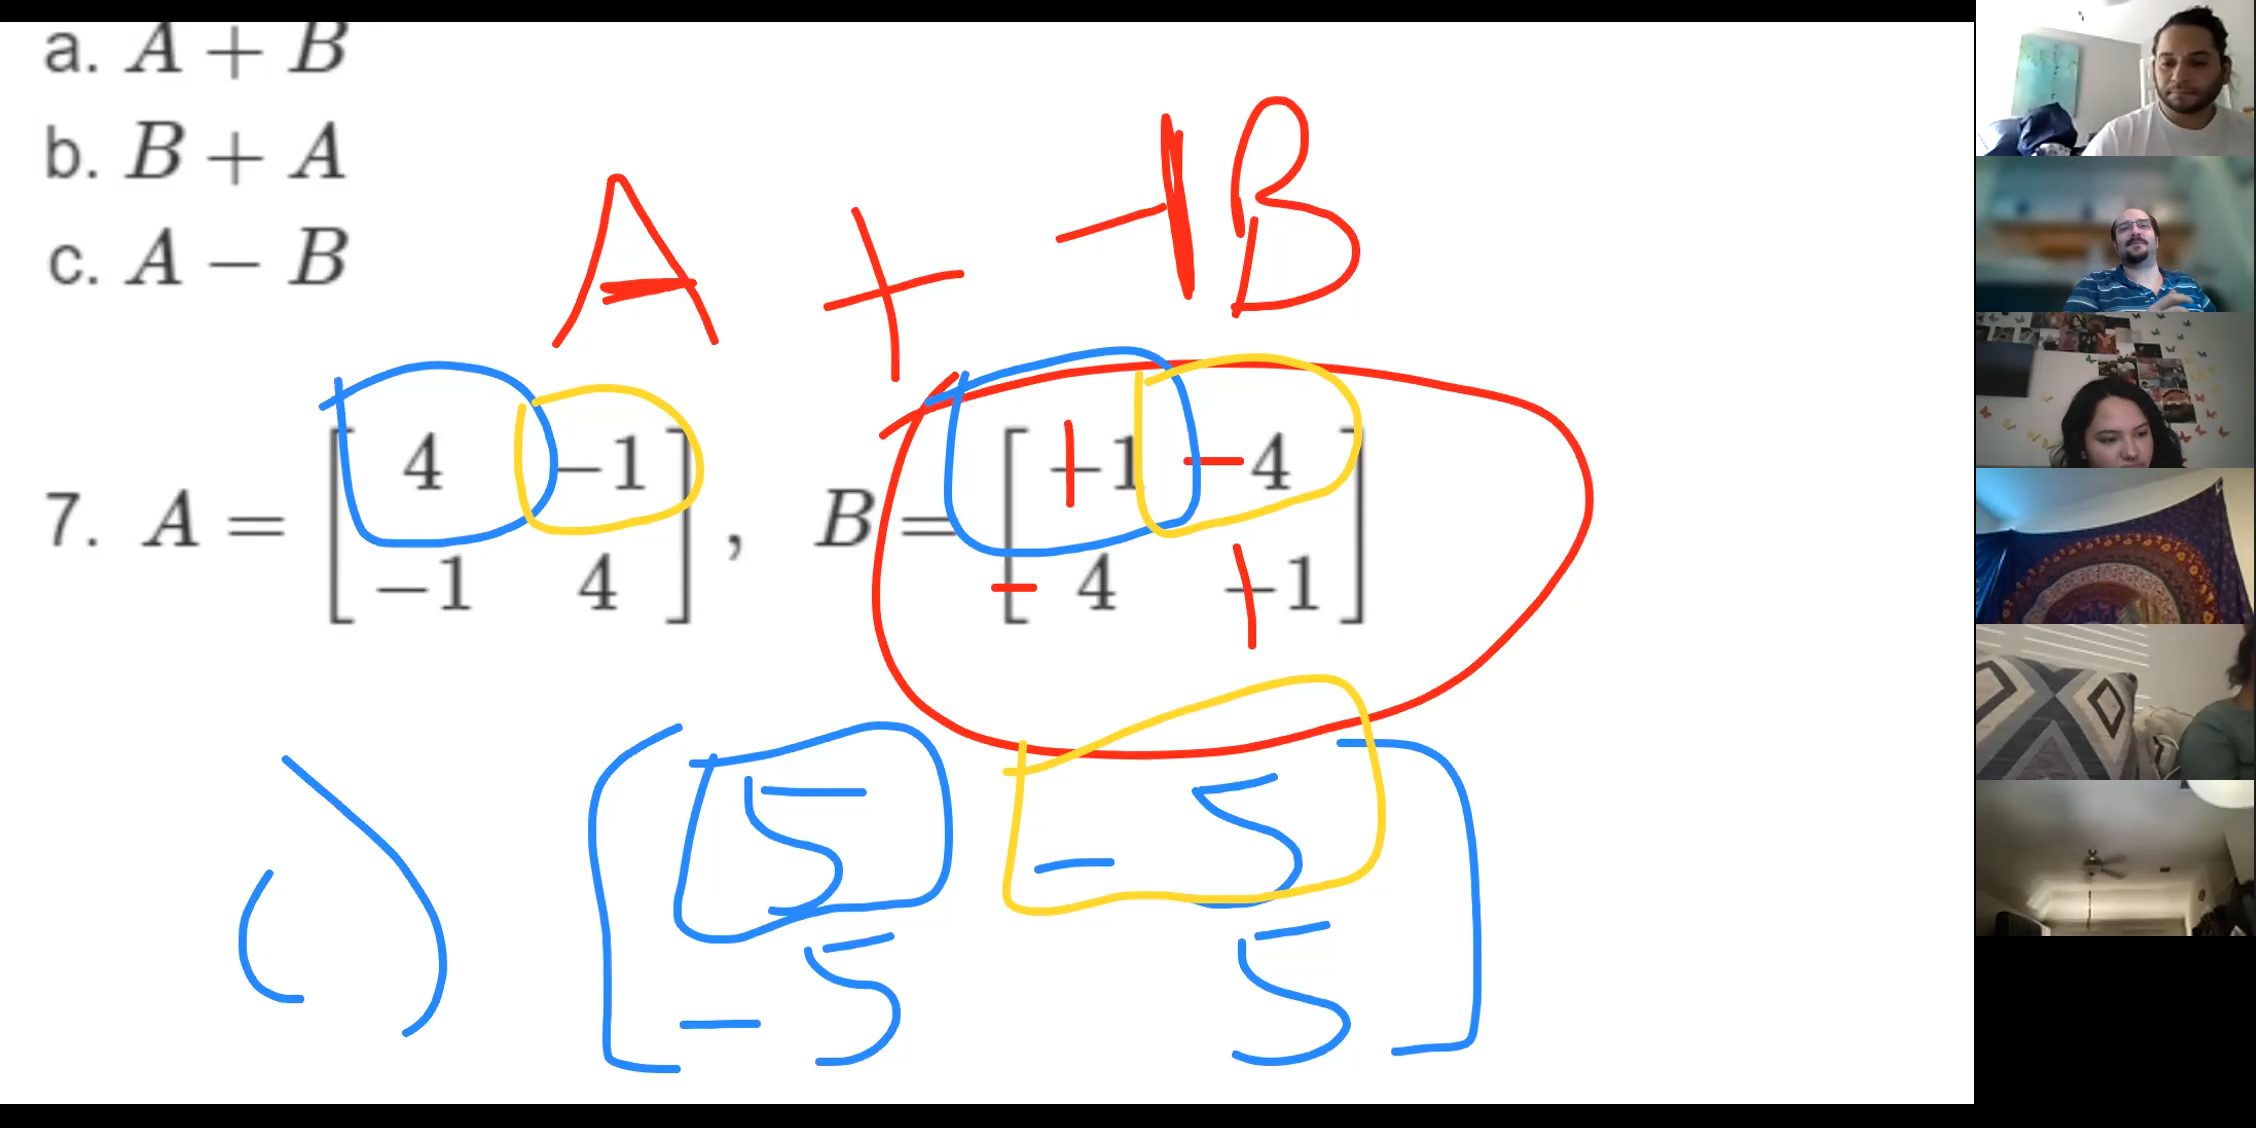 a. A + B
b. B + A
c. A − B
A + −1B
7. A = [ 4 −1 ] , B = [ +1 −4 ]
[ −1 4 ] [ − 4 +1 ]
c) [ 5 − 5 ]
[ − 5 5 ]